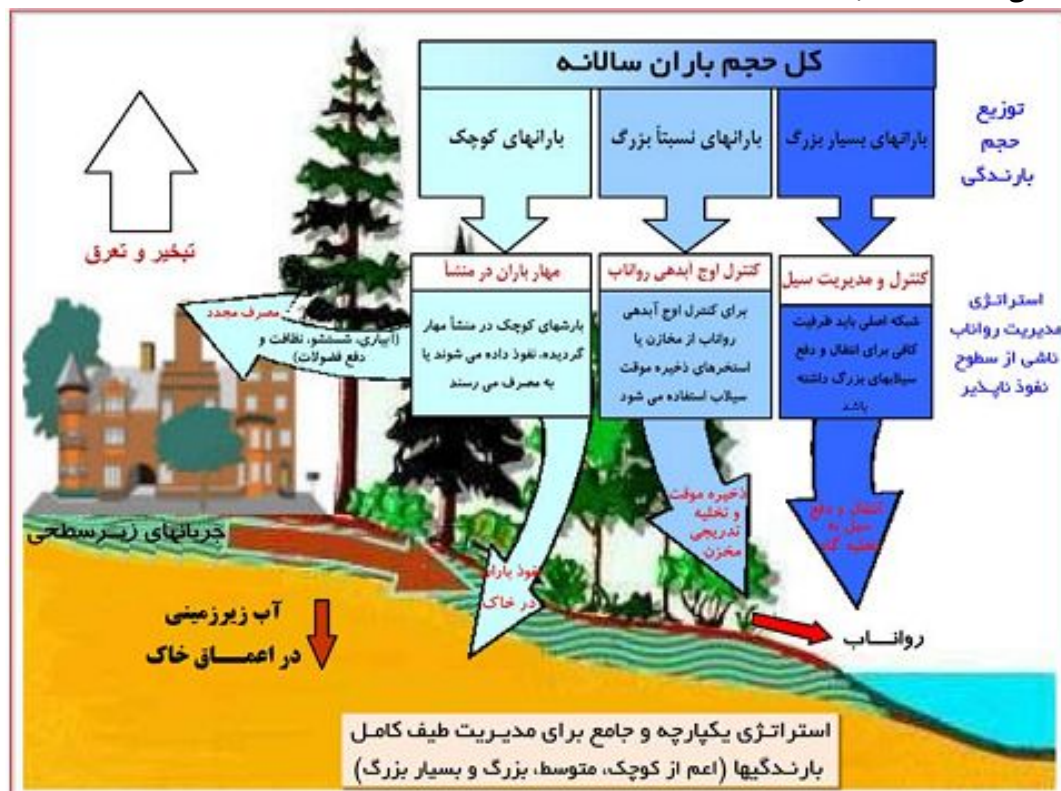 کل حجم باران سالانه
توزیع
حجم
بارندگی
بارانهای بسیار بزرگ
بارانهای نسبتاً بزرگ
بارانهای کوچک
تبخیر و تعرق
استراتژی
مدیریت رواناب
ناشی از سطوح
نفوذ ناپذیر
کنترل و مدیریت سیل
شبکه اصلی باید ظرفیت
کافی برای انتقال و دفع
سیلابهای بزرگ داشته
باشد
کنترل اوج آبدهی رواناب
برای کنترل اوج آبدهی
رواناب از مخازن یا
استخرهای ذخیره موقت
سیلاب استفاده می شود
مهار باران در منشأ
بارشهای کوچک در منشأ مهار
گردیده، نفوذ داده می شوند یا
به مصرف می رسند
مصرف مجدد
(آبیاری، شستشو، نظافت و
دفع فضولات)
انتقال و دفع
سیل به
تخلیه گاه
ذخیره موقت
و تخلیه
تدریجی
مخزن
نفوذ باران
در خاک
جریانهای زیرسطحی
آب زیرزمینی
در اعماق خاک
رواناب
استراتژی یکپارچه و جامع برای مدیریت طیف کامل
بارندگیها (اعم از کوچک، متوسط، بزرگ و بسیار بزرگ)